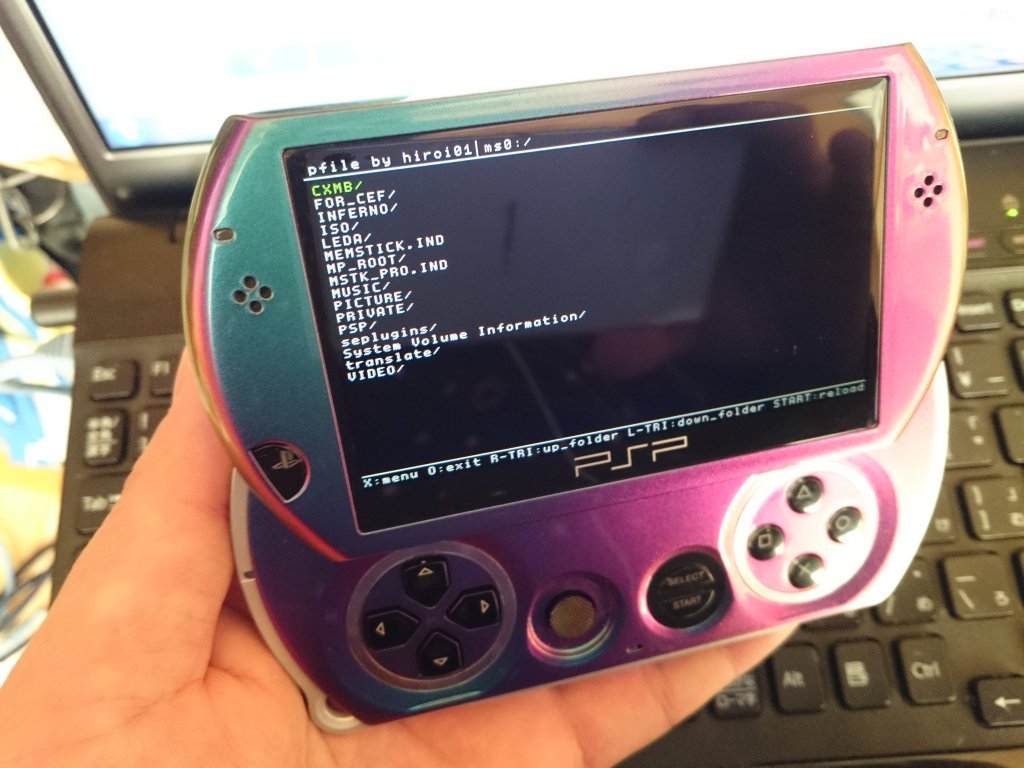 pfile by hiroi01|ms0:/
CXMB/
FOR_CEF/
INFERNO/
ISO/
LEDA/
MEMSTICK.IND
MP_ROOT/
MSTK_PRO.IND
MUSIC/
PICTURE/
PRIVATE/
PSP/
seplugins/
System Volume Information/
translate/
VIDEO/
X:menu O:exit R-TRI:up_folder L-TRI:down_folder START:reload
PSP
SELECT
START
Esc
F1
Tab
Alt
Ctrl